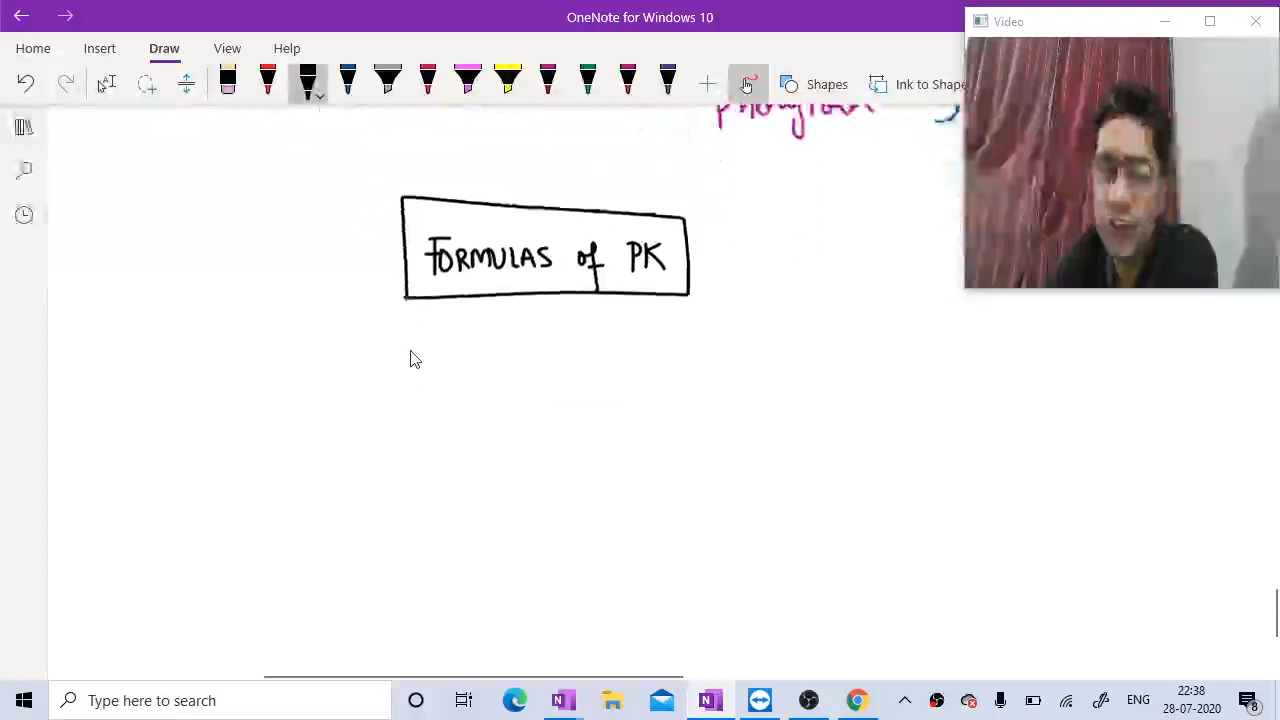 OneNote for Windows 10
Video
Home Insert Draw View Help
Shapes
Ink to Shape
FORMULAS of PK
Type here to search
ENG
22:38
28-07-2020
8